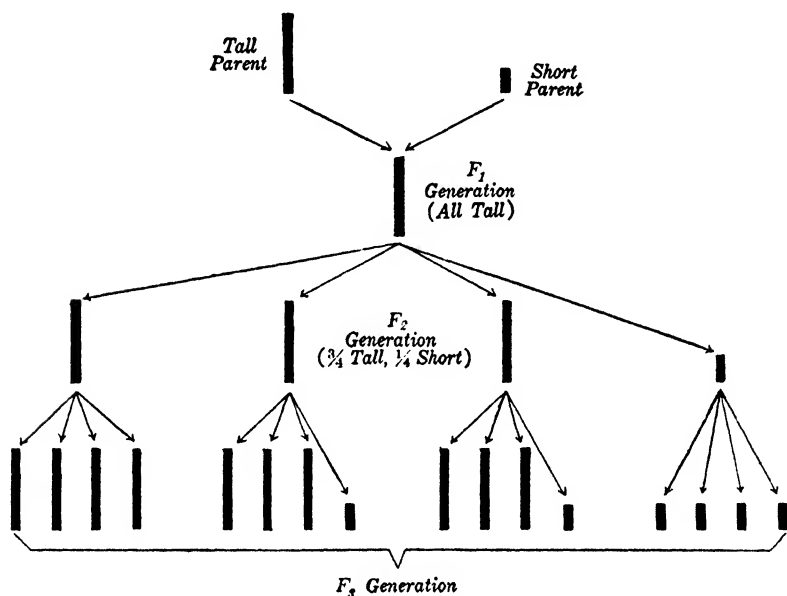 Tall
Parent
Short
Parent
F₁
Generation
(All Tall)
F₂
Generation
(¾ Tall, ¼ Short)
F₃ Generation